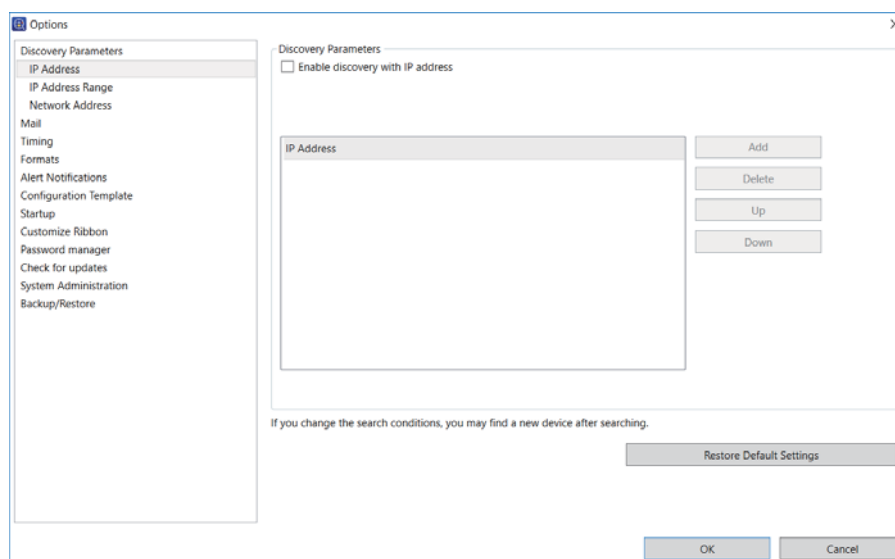 Options
Discovery Parameters
IP Address
IP Address Range
Network Address
Mail
Timing
Formats
Alert Notifications
Configuration Template
Startup
Customize Ribbon
Password manager
Check for updates
System Administration
Backup/Restore
Discovery Parameters
Enable discovery with IP address
IP Address
Add
Delete
Up
Down
If you change the search conditions, you may find a new device after searching.
Restore Default Settings
OK
Cancel